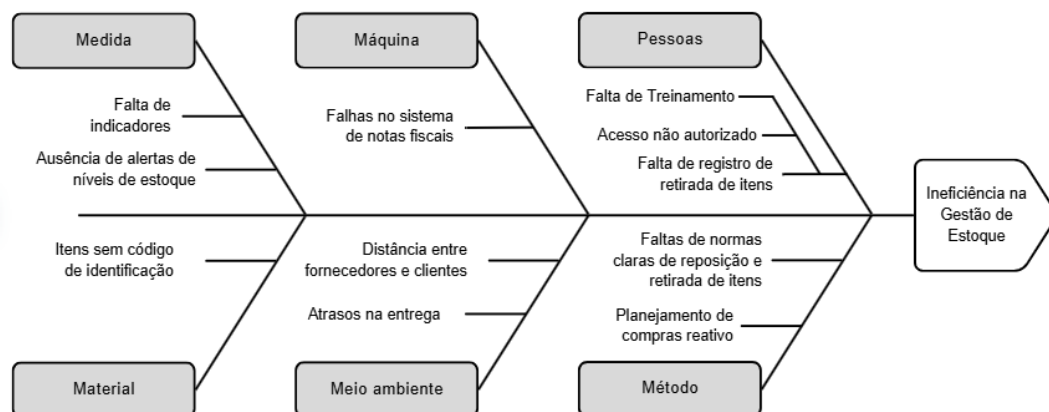 Medida
Máquina
Pessoas
Falta de
indicadores
Ausência de alertas de
níveis de estoque
Falhas no sistema
de notas fiscais
Falta de Treinamento
Acesso não autorizado
Falta de registro de
retirada de itens
Ineficiência na
Gestão de
Estoque
Itens sem código
de identificação
Distância entre
fornecedores e clientes
Atrasos na entrega
Faltas de normas
claras de reposição e
retirada de itens
Planejamento de
compras reativo
Material
Meio ambiente
Método